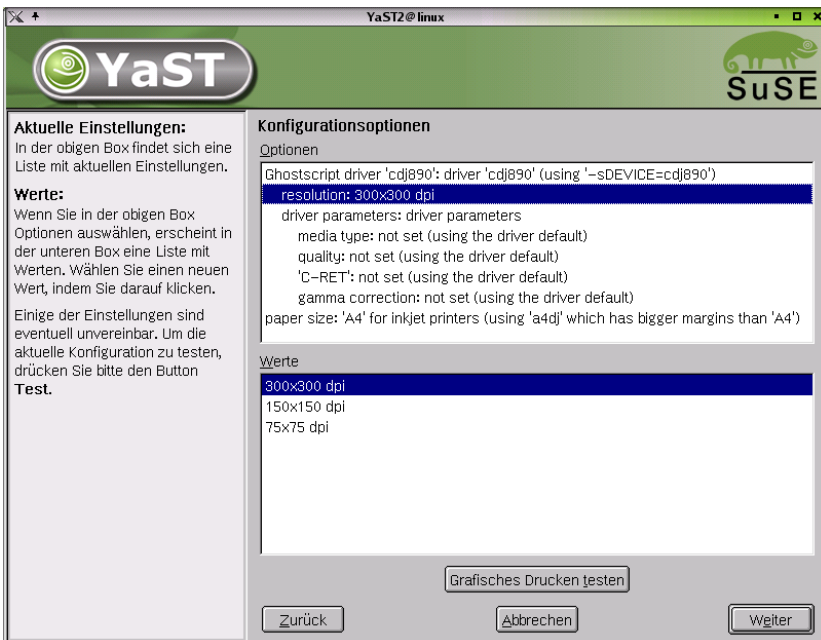 YaST2@linux
YaST
SuSE
Aktuelle Einstellungen:
In der obigen Box findet sich eine
Liste mit aktuellen Einstellungen.
Werte:
Wenn Sie in der obigen Box
Optionen auswählen, erscheint in
der unteren Box eine Liste mit
Werten. Wählen Sie einen neuen
Wert, indem Sie darauf klicken.
Einige der Einstellungen sind
eventuell unvereinbar. Um die
aktuelle Konfiguration zu testen,
drücken Sie bitte den Button
Test.
Konfigurationsoptionen
Optionen
Ghostscript driver 'cdj890': driver 'cdj890' (using '-sDEVICE=cdj890')
resolution: 300x300 dpi
driver parameters: driver parameters
media type: not set (using the driver default)
quality: not set (using the driver default)
'C-RET': not set (using the driver default)
gamma correction: not set (using the driver default)
paper size: 'A4' for inkjet printers (using 'a4dj' which has bigger margins than 'A4')
Werte
300x300 dpi
150x150 dpi
75x75 dpi
Grafisches Drucken testen
Zurück
Abbrechen
Weiter